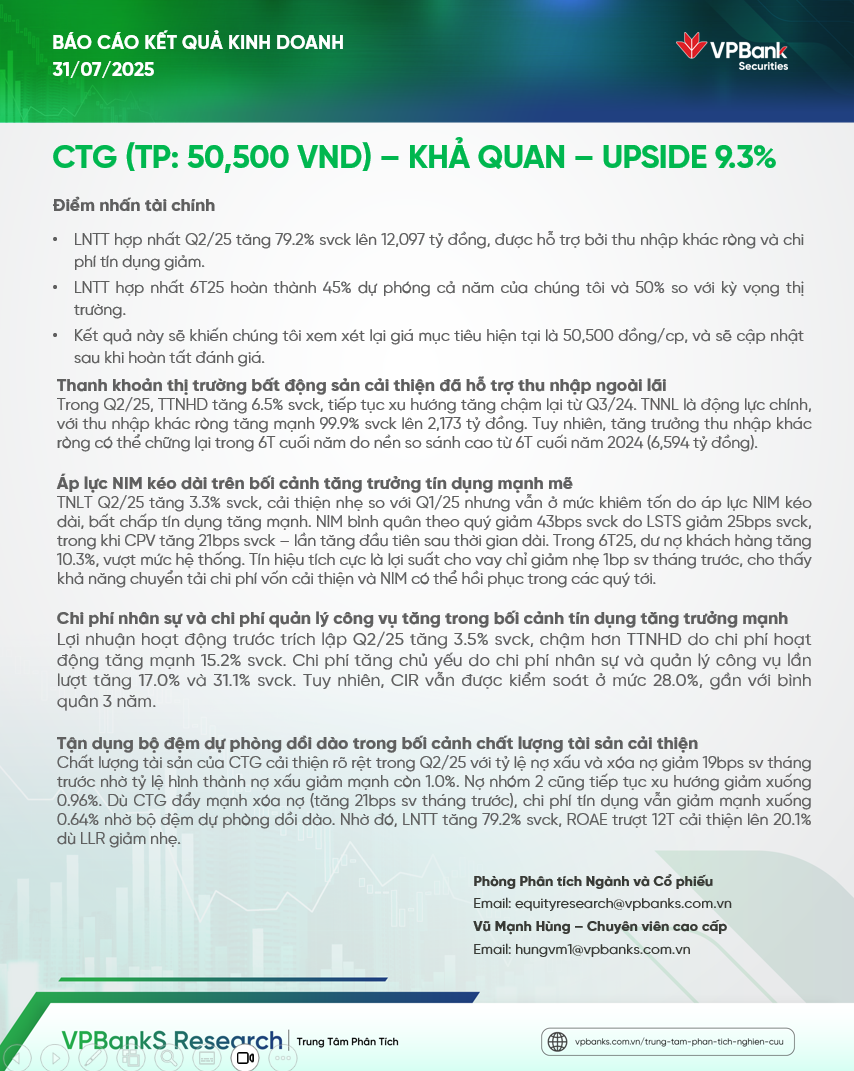 BÁO CÁO KẾT QUẢ KINH DOANH
31/07/2025
VPBank
Securities
CTG (TP: 50,500 VND) – KHẢ QUAN – UPSIDE 9.3%
Điểm nhấn tài chính
• LNTT hợp nhất Q2/25 tăng 79.2% svck lên 12,097 tỷ đồng, được hỗ trợ bởi thu nhập khác ròng và chi
phí tín dụng giảm.
• LNTT hợp nhất 6T25 hoàn thành 45% dự phóng cả năm của chúng tôi và 50% so với kỳ vọng thị
trường.
• Kết quả này sẽ khiến chúng tôi xem xét lại giá mục tiêu hiện tại là 50,500 đồng/cp, và sẽ cập nhật
sau khi hoàn tất đánh giá.
Thanh khoản thị trường bất động sản cải thiện đã hỗ trợ thu nhập ngoài lãi
Trong Q2/25, TTNHD tăng 6.5% svck, tiếp tục xu hướng tăng chậm lại từ Q3/24. TNNL là động lực chính,
với thu nhập khác ròng tăng mạnh 99.9% svck lên 2,173 tỷ đồng. Tuy nhiên, tăng trưởng thu nhập khác
ròng có thể chững lại trong 6T cuối năm do nền so sánh cao từ 6T cuối năm 2024 (6,594 tỷ đồng).
Áp lực NIM kéo dài trên bối cảnh tăng trưởng tín dụng mạnh mẽ
TNLT Q2/25 tăng 3.3% svck, cải thiện nhẹ so với Q1/25 nhưng vẫn ở mức khiêm tốn do áp lực NIM kéo
dài, bất chấp tín dụng tăng mạnh. NIM bình quân theo quý giảm 43bps svck do LSTS giảm 25bps svck,
trong khi CPV tăng 21bps svck – lần tăng đầu tiên sau thời gian dài. Trong 6T25, dư nợ khách hàng tăng
10.3%, vượt mức hệ thống. Tín hiệu tích cực là lợi suất cho vay chỉ giảm nhẹ 1bp sv tháng trước, cho thấy
khả năng chuyển tải chi phí vốn cải thiện và NIM có thể hồi phục trong các quý tới.
Chi phí nhân sự và chi phí quản lý công vụ tăng trong bối cảnh tín dụng tăng trưởng mạnh
Lợi nhuận hoạt động trước trích lập Q2/25 tăng 3.5% svck, chậm hơn TTNHD do chi phí hoạt
động tăng mạnh 15.2% svck. Chi phí tăng chủ yếu do chi phí nhân sự và quản lý công vụ lần
lượt tăng 17.0% và 31.1% svck. Tuy nhiên, CIR vẫn được kiểm soát ở mức 28.0%, gần với bình
quân 3 năm.
Tận dụng bộ đệm dự phòng dồi dào trong bối cảnh chất lượng tài sản cải thiện
Chất lượng tài sản của CTG cải thiện rõ rệt trong Q2/25 với tỷ lệ nợ xấu và xóa nợ giảm 19bps sv tháng
trước nhờ tỷ lệ hình thành nợ xấu giảm mạnh còn 1.0%. Nợ nhóm 2 cũng tiếp tục xu hướng giảm xuống
0.96%. Dù CTG đẩy mạnh xóa nợ (tăng 21bps sv tháng trước), chi phí tín dụng vẫn giảm mạnh xuống
0.64% nhờ bộ đệm dự phòng dồi dào. Nhờ đó, LNTT tăng 79.2% svck, ROAE trượt 12T cải thiện lên 20.1%
dù LLR giảm nhẹ.
Phòng Phân tích Ngành và Cổ phiếu
Email: equityresearch@vpbanks.com.vn
Vũ Mạnh Hùng – Chuyên viên cao cấp
Email: hungvm1@vpbanks.com.vn
VPBankS Research
Trung Tâm Phân Tích
vpbanks.com.vn/trung-tam-phan-tich-nghien-cuu